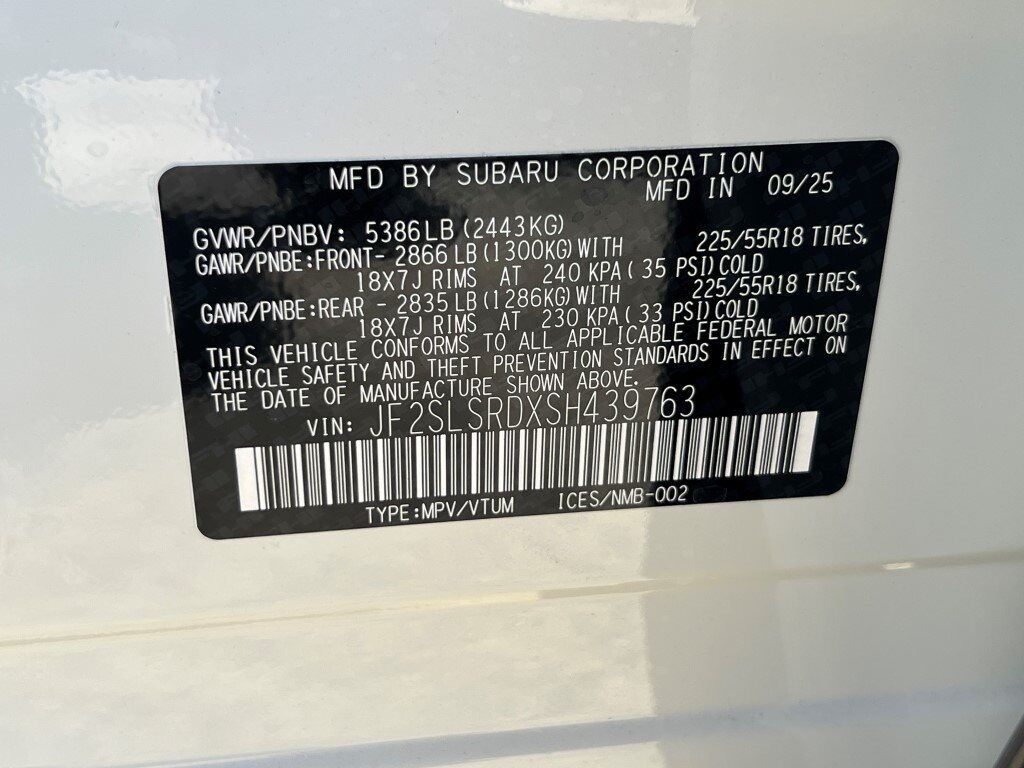 MFD BY SUBARU CORPORATION
MFD IN 09/25
GVWR/PNBV: 5386LB (2443KG)
GAWR/PNBE:FRONT- 2866 LB (1300KG) WITH 225/55R18 TIRES,
18X7J RIMS AT 240 KPA( 35 PSI) COLD
GAWR/PNBE:REAR - 2835 LB (1286KG) WITH 225/55R18 TIRES,
18X7J RIMS AT 230 KPA ( 33 PSI) COLD
THIS VEHICLE CONFORMS TO ALL APPLICABLE FEDERAL MOTOR
VEHICLE SAFETY AND THEFT PREVENTION STANDARDS IN EFFECT ON
THE DATE OF MANUFACTURE SHOWN ABOVE.
VIN: JF2SLSRDXSH439763
TYPE:MPV/VTUM ICES/NMB-002